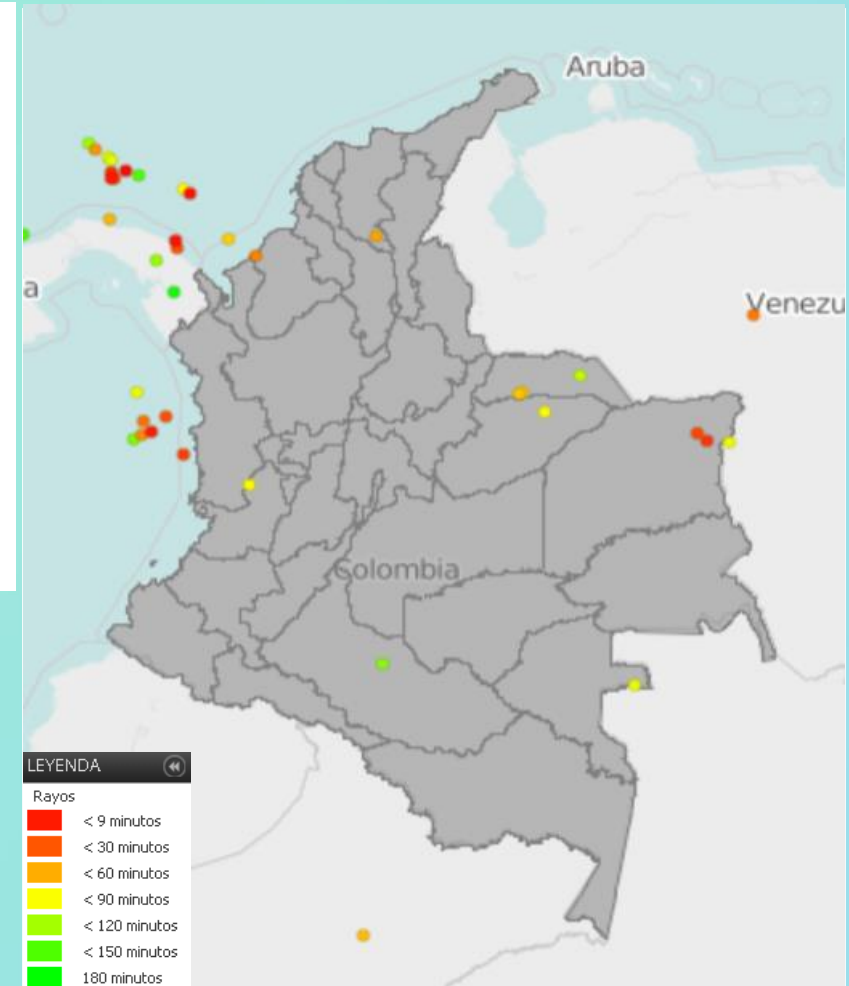 Aruba
a
Venezu
Colombia
LEYENDA
Rayos
< 9 minutos
< 30 minutos
< 60 minutos
< 90 minutos
< 120 minutos
< 150 minutos
180 minutos